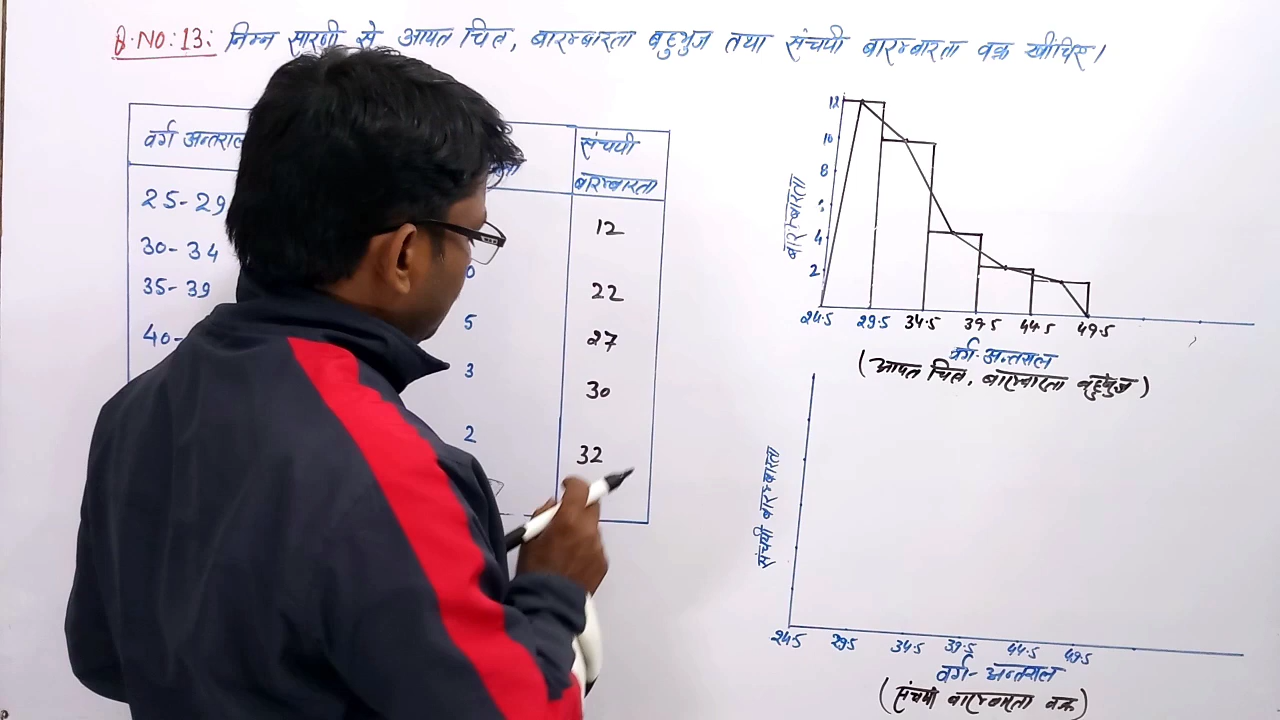 Q.NO:13: निम्न सारणी से आयत चित्र, बारम्बारता बहुभुज तथा संचयी बारम्बारता वक्र खींचिए।
वर्ग अन्तराल
संचयी
बारम्बारता
25-29
12
30-34
0
22
35-39
5
27
40-
3
30
2
32
12
10
8
6
4
2
बारम्बारता
24.5 29.5 34.5 39.5 44.5 49.5
वर्ग-अन्तराल
(आयत चित्र, बारम्बारता बहुभुज)
संचयी बारम्बारता
24.5 29.5 34.5 39.5 44.5 49.5
वर्ग-अन्तराल
(संचयी बारम्बारता वक्र)